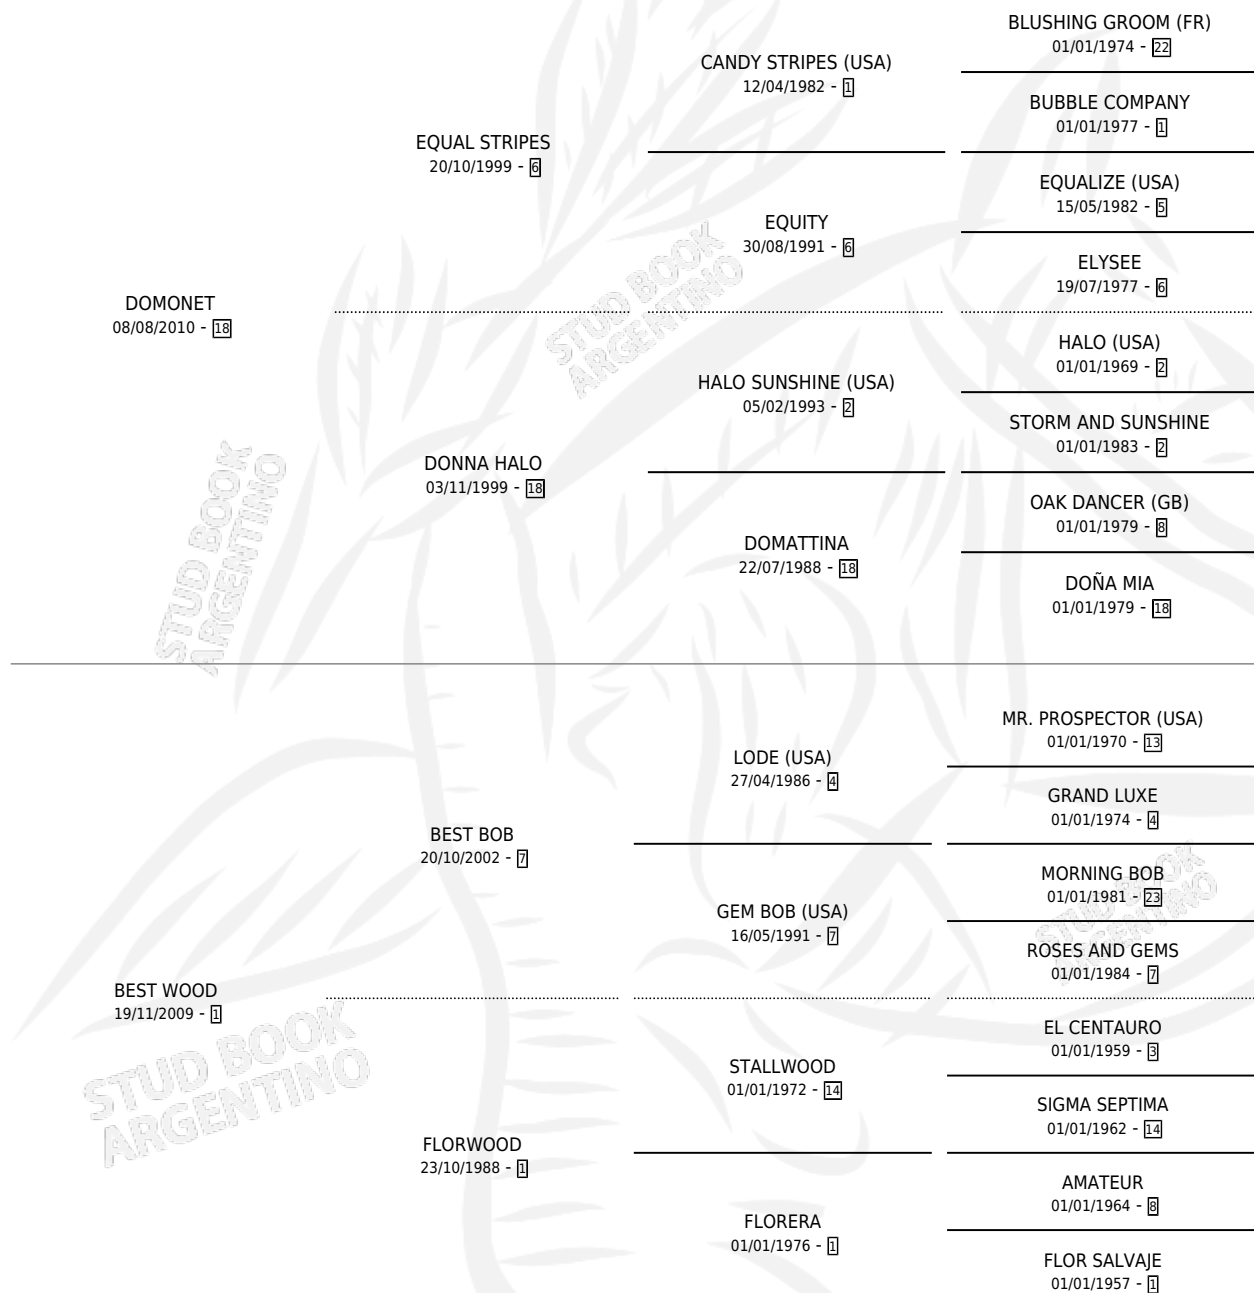 BLUSHING GROOM (FR)
01/01/1974 - 22
CANDY STRIPES (USA)
12/04/1982 - 1
BUBBLE COMPANY
01/01/1977 - 1
EQUAL STRIPES
20/10/1999 - 6
EQUALIZE (USA)
15/05/1982 - 5
EQUITY
30/08/1991 - 6
ELYSEE
19/07/1977 - 6
DOMONET
08/08/2010 - 18
HALO (USA)
01/01/1969 - 2
HALO SUNSHINE (USA)
05/02/1993 - 2
STORM AND SUNSHINE
01/01/1983 - 2
DONNA HALO
03/11/1999 - 18
OAK DANCER (GB)
01/01/1979 - 8
DOMATTINA
22/07/1988 - 18
DOÑA MIA
01/01/1979 - 18
STUD BOOK
ARGENTINO
STUD BOOK
ARGENTINO
MR. PROSPECTOR (USA)
01/01/1970 - 13
LODE (USA)
27/04/1986 - 4
GRAND LUXE
01/01/1974 - 4
BEST BOB
20/10/2002 - 7
MORNING BOB
01/01/1981 - 23
GEM BOB (USA)
16/05/1991 - 7
ROSES AND GEMS
01/01/1984 - 7
BEST WOOD
19/11/2009 - 1
EL CENTAURO
01/01/1959 - 3
STALLWOOD
01/01/1972 - 14
SIGMA SEPTIMA
01/01/1962 - 14
FLORWOOD
23/10/1988 - 1
AMATEUR
01/01/1964 - 8
FLORERA
01/01/1976 - 1
FLOR SALVAJE
01/01/1957 - 1
STUD BOOK
ARGENTINO
STUD BOOK
ARGENTINO